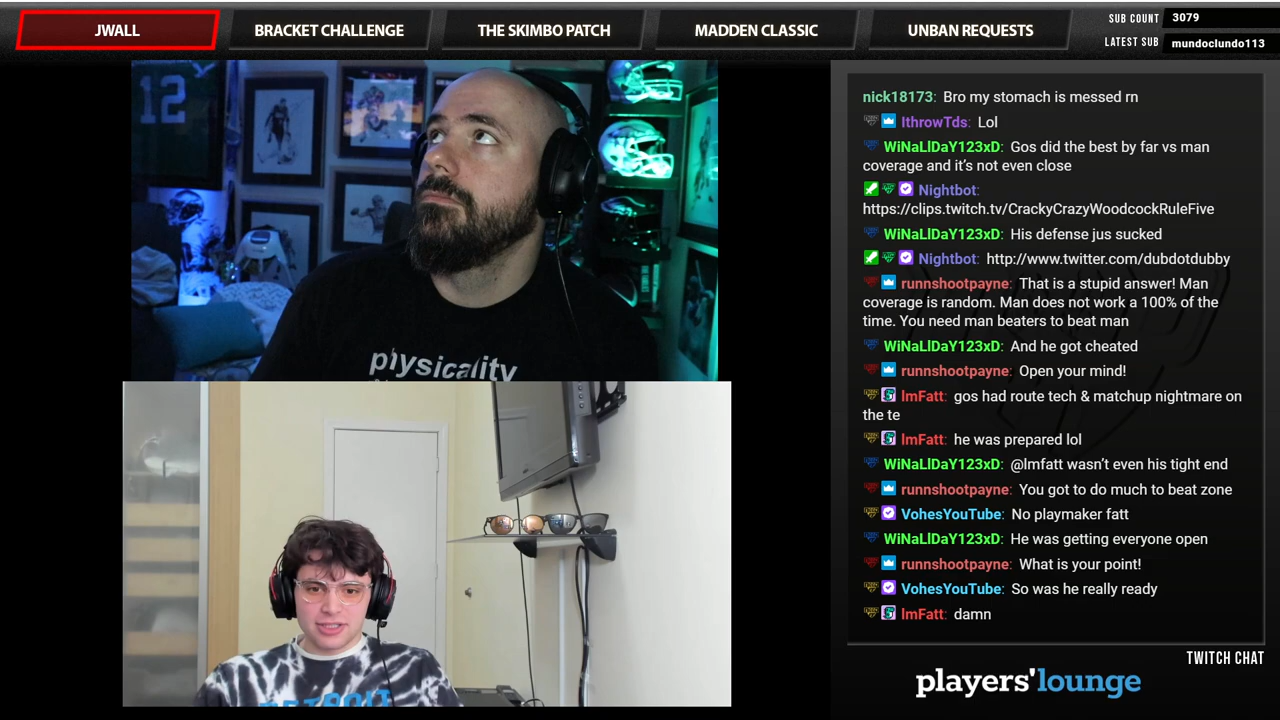 JWALL
BRACKET CHALLENGE
THE SKIMBO PATCH
MADDEN CLASSIC
UNBAN REQUESTS
SUB COUNT 3079
LATEST SUB mundoclundo113
12
physicality
DETROIT
nick18173: Bro my stomach is messed rn
IthrowTds: Lol
WiNaLlDaY123xD: Gos did the best by far vs man
coverage and it's not even close
Nightbot:
https://clips.twitch.tv/CrackyCrazyWoodcockRuleFive
WiNaLlDaY123xD: His defense jus sucked
Nightbot: http://www.twitter.com/dubdotdubby
runnshootpayne: That is a stupid answer! Man
coverage is random. Man does not work a 100% of the
time. You need man beaters to beat man
WiNaLlDaY123xD: And he got cheated
runnshootpayne: Open your mind!
lmFatt: gos had route tech & matchup nightmare on
the te
lmFatt: he was prepared lol
WiNaLlDaY123xD: @lmfatt wasn't even his tight end
runnshootpayne: You got to do much to beat zone
VohesYouTube: No playmaker fatt
WiNaLlDaY123xD: He was getting everyone open
runnshootpayne: What is your point!
VohesYouTube: So was he really ready
lmFatt: damn
TWITCH CHAT
players'lounge